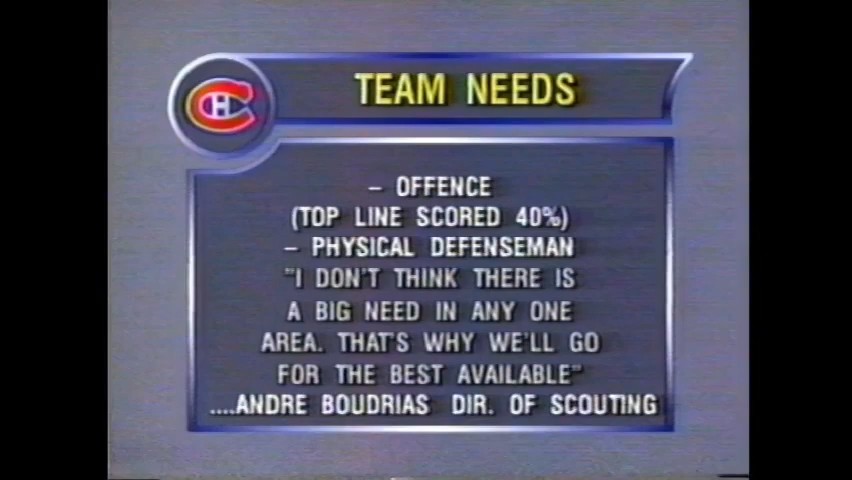 CH
TEAM NEEDS
– OFFENCE
(TOP LINE SCORED 40%)
– PHYSICAL DEFENSEMAN
"I DON'T THINK THERE IS
A BIG NEED IN ANY ONE
AREA. THAT'S WHY WE'LL GO
FOR THE BEST AVAILABLE"
....ANDRE BOUDRIAS DIR. OF SCOUTING